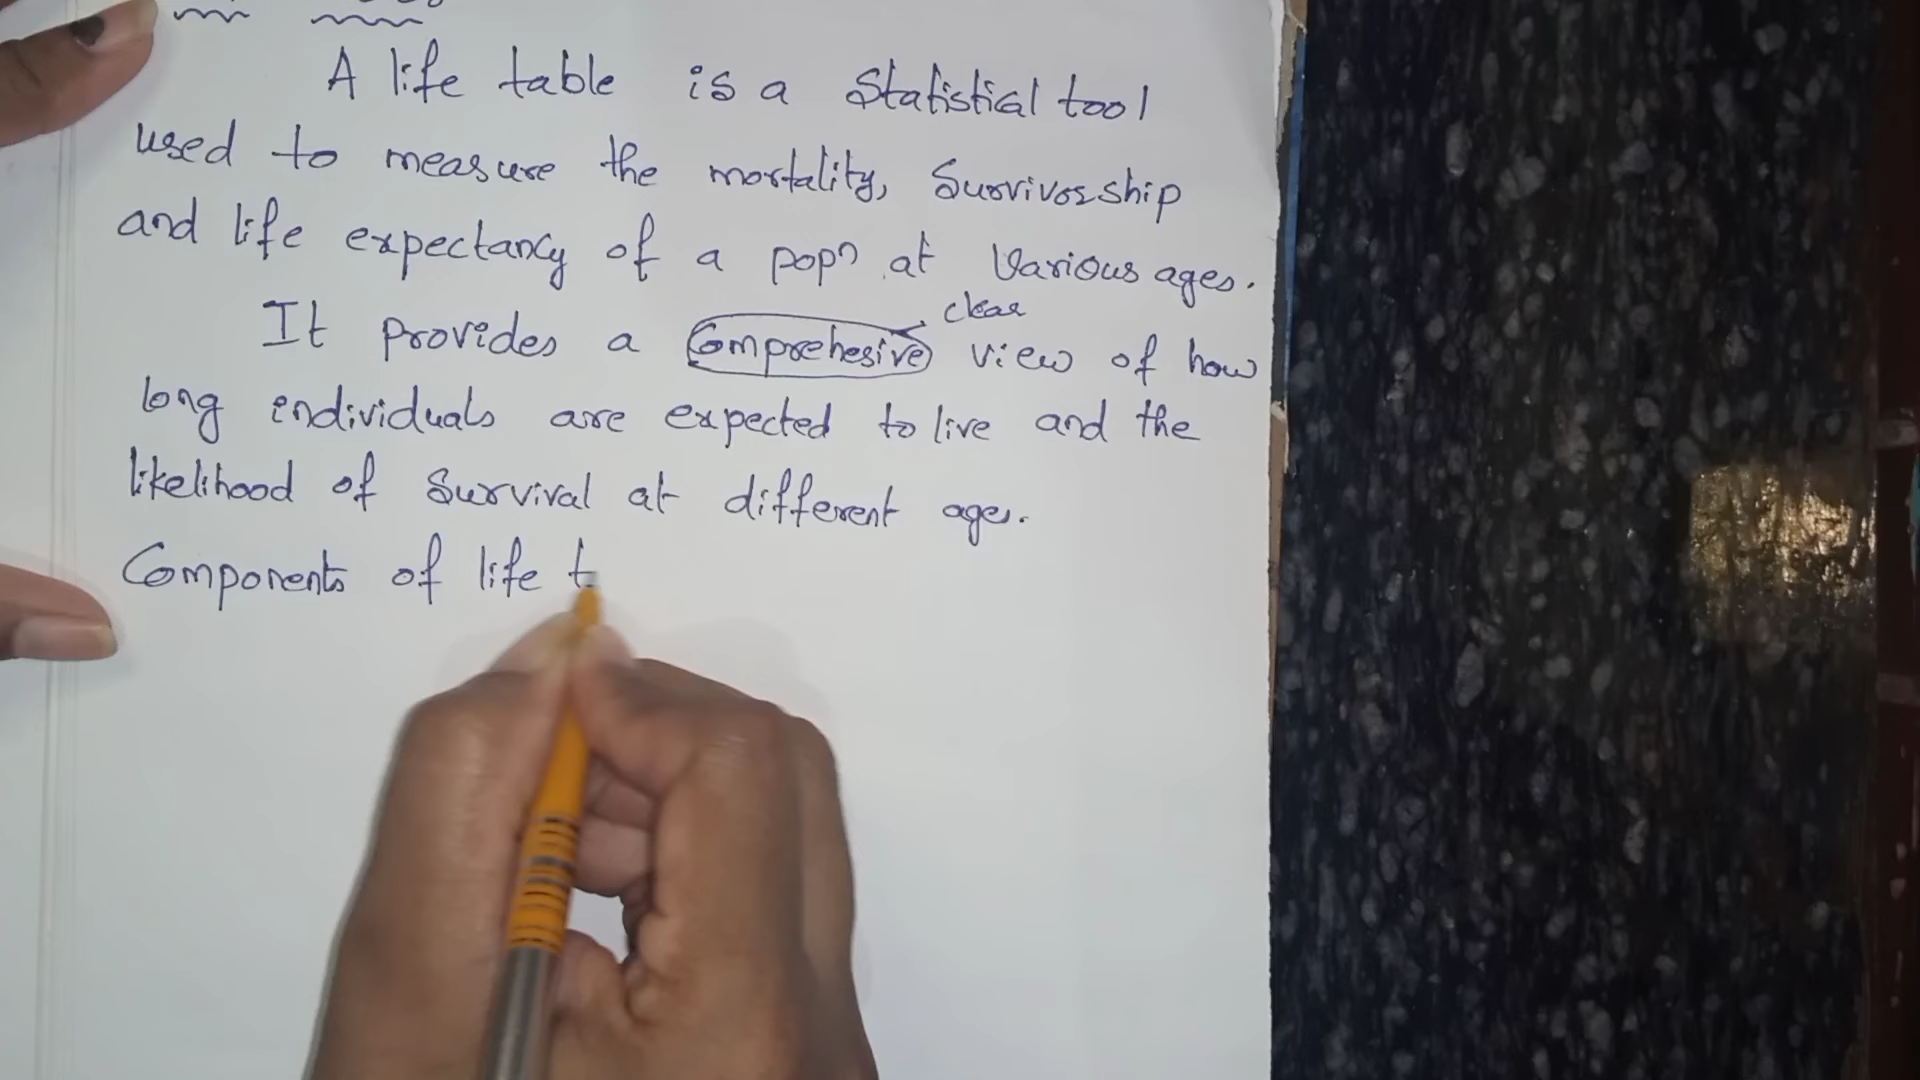 A life table is a Statistial tool
used to measure the mortality, Survivorship
and life expectancy of a popn at Various ages.
clear
It provides a Comprehesive view of how
long individuals are expected to live and the
likelihood of Survival at different ages.
Components of life t